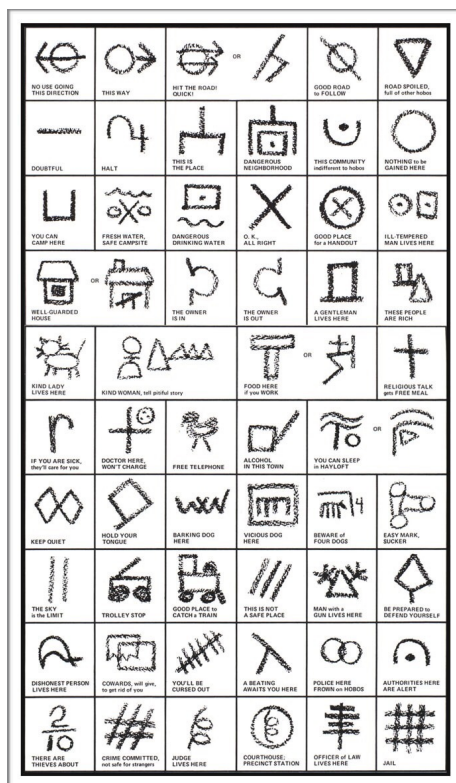 NO USE GOING
THIS DIRECTION
THIS WAY
HIT THE ROAD!
QUICK!
OR
GOOD ROAD
to FOLLOW
ROAD SPOILED,
full of other hobos
DOUBTFUL
HALT
THIS IS
THE PLACE
DANGEROUS
NEIGHBORHOOD
THIS COMMUNITY
indifferent to hobos
NOTHING to be
GAINED HERE
YOU CAN
CAMP HERE
FRESH WATER,
SAFE CAMPSITE
DANGEROUS
DRINKING WATER
O. K.,
ALL RIGHT
GOOD PLACE
for a HANDOUT
ILL-TEMPERED
MAN LIVES HERE
WELL-GUARDED
HOUSE
OR
THE OWNER
IS IN
THE OWNER
IS OUT
A GENTLEMAN
LIVES HERE
THESE PEOPLE
ARE RICH
KIND LADY
LIVES HERE
KIND WOMAN, tell pitiful story
FOOD HERE
if you WORK
OR
RELIGIOUS TALK
gets FREE MEAL
IF YOU ARE SICK,
they'll care for you
DOCTOR HERE,
WON'T CHARGE
FREE TELEPHONE
ALCOHOL
IN THIS TOWN
YOU CAN SLEEP
in HAYLOFT
OR
KEEP QUIET
HOLD YOUR
TONGUE
BARKING DOG
HERE
VICIOUS DOG
HERE
4
BEWARE of
FOUR DOGS
EASY MARK,
SUCKER
THE SKY
is the LIMIT
TROLLEY STOP
GOOD PLACE to
CATCH a TRAIN
THIS IS NOT
A SAFE PLACE
MAN with a
GUN LIVES HERE
BE PREPARED to
DEFEND YOURSELF
DISHONEST PERSON
LIVES HERE
COWARDS, will give,
to get rid of you
YOU'LL BE
CURSED OUT
A BEATING
AWAITS YOU HERE
POLICE HERE
FROWN on HOBOS
AUTHORITIES HERE
ARE ALERT
2
10
THERE ARE
THIEVES ABOUT
CRIME COMMITTED,
not safe for strangers
JUDGE
LIVES HERE
COURTHOUSE;
PRECINCT STATION
OFFICER of LAW
LIVES HERE
JAIL